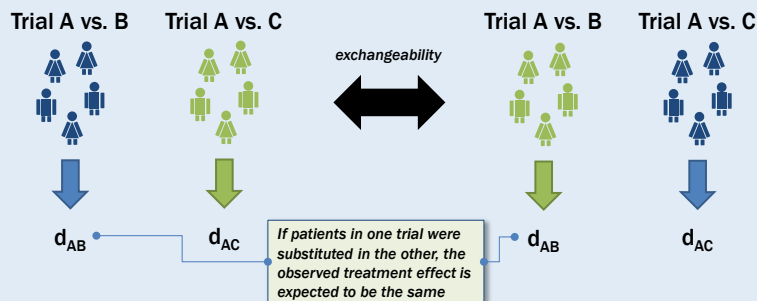 Trial A vs. B Trial A vs. C Trial A vs. B Trial A vs. C
exchangeability
dAB dAC dAB dAC
If patients in one trial were
substituted in the other, the
observed treatment effect is
expected to be the same